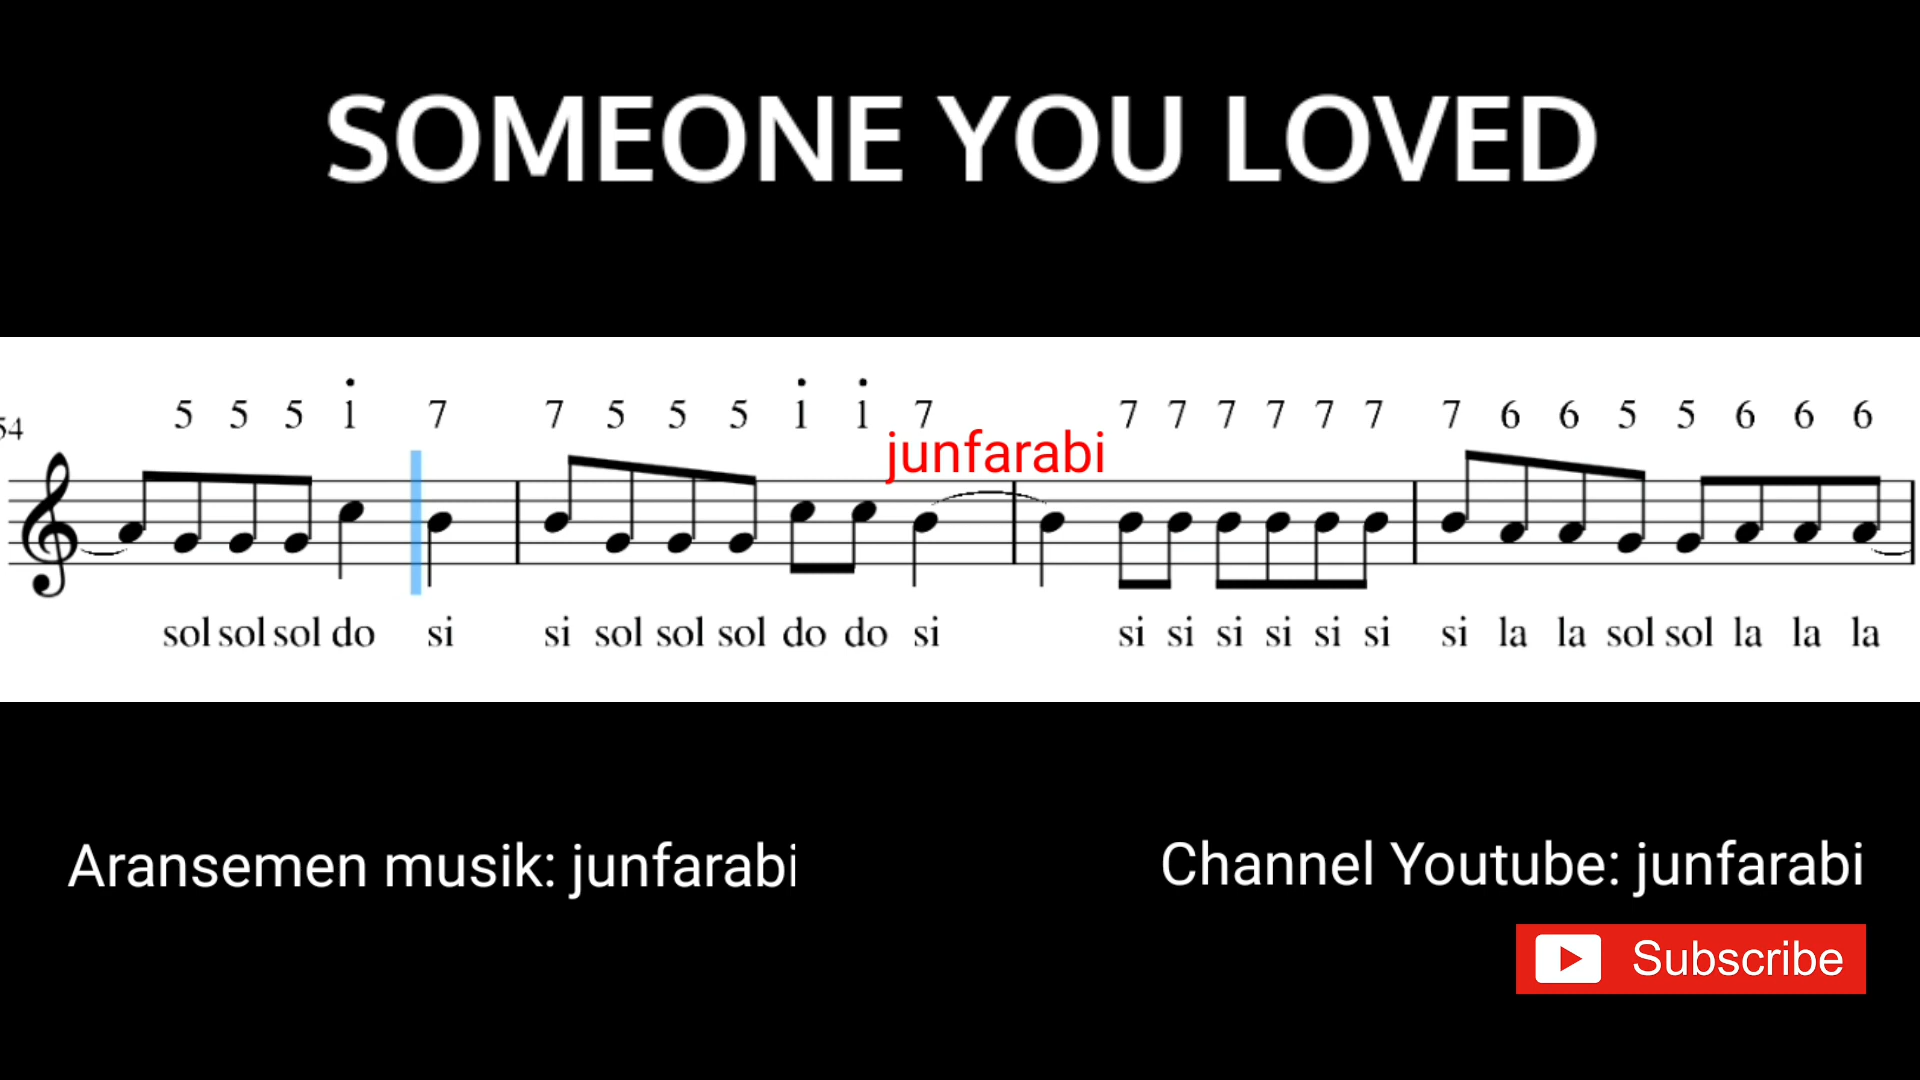 SOMEONE YOU LOVED
54
5 5 5 1 7 7 5 5 5 1 1 7 7 7 7 7 7 7 7 6 6 5 5 6 6 6
junfarabi
sol sol sol do si si sol sol sol do do si si si si si si si si la la sol sol la la la
Aransemen musik: junfarabi
Channel Youtube: junfarabi
Subscribe